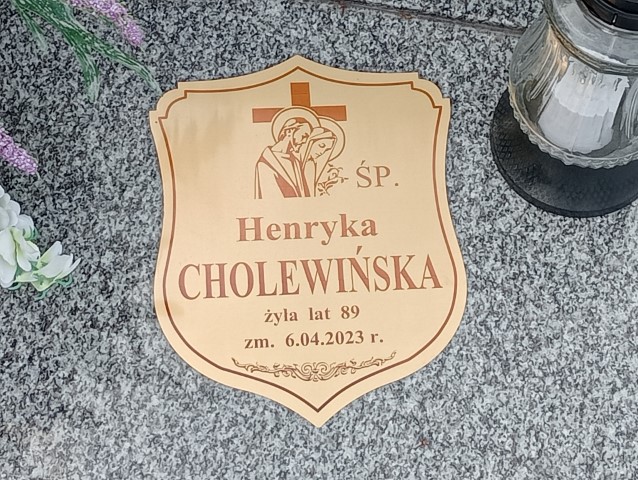 ŚP.
Henryka
CHOLEWIŃSKA
żyła lat 89
zm. 6.04.2023 r.